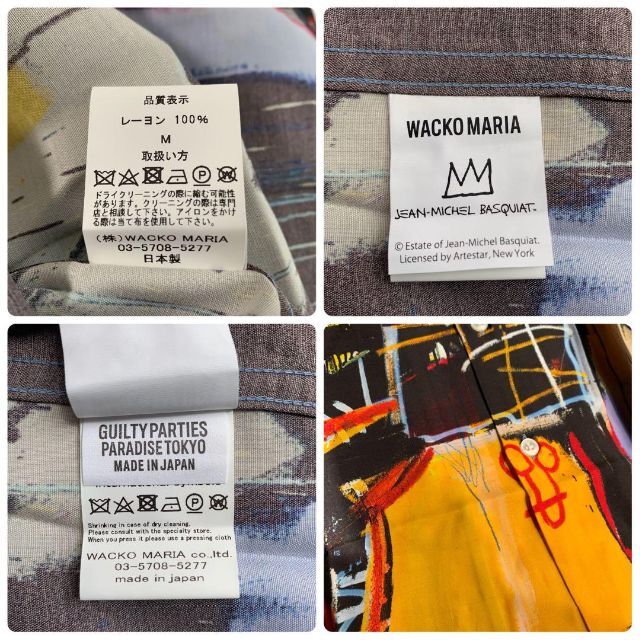 品質表示
レーヨン 100%
M
取扱い方
ドライクリーニングの際に縮む可能性
があります。クリーニングの際は専門
店と相談して下さい。アイロンをかけ
る際は当て布を使用して下さい。
(株) WACKO MARIA
03-5708-5277
日本製
WACKO MARIA
JEAN-MICHEL BASQUIAT.
© Estate of Jean-Michel Basquiat.
Licensed by Artestar, New York
GUILTY PARTIES
PARADISE TOKYO
MADE IN JAPAN
Shrinking in case of dry cleaning.
Please consult with the specialty store.
When you press it please use a pressing cloth
WACKO MARIA co.ltd.
03-5708-5277
made in japan